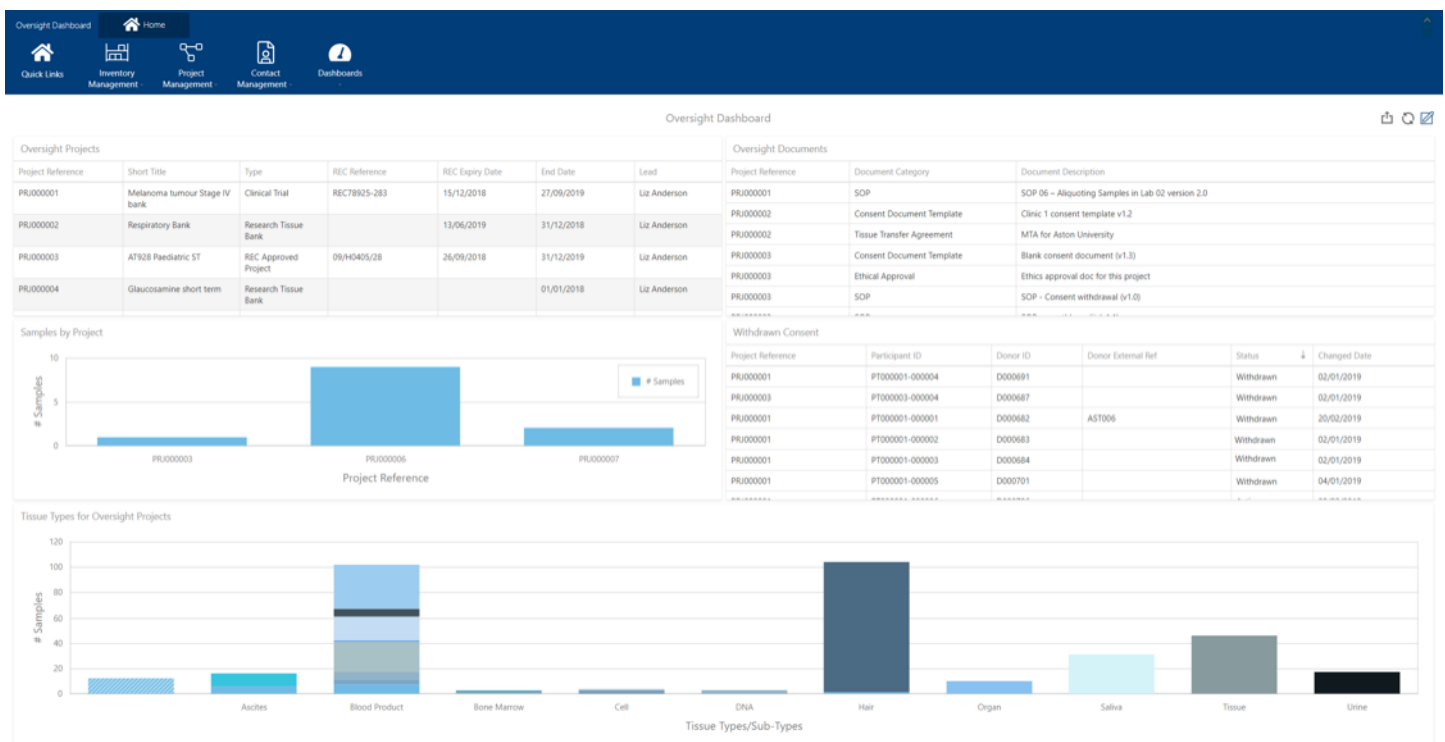 Oversight Dashboard Home
Quick Links
Inventory
Management
Project
Management
Contact
Management
Dashboards
Oversight Dashboard
Oversight Projects
Project Reference Short Title Type REC Reference REC Expiry Date End Date Lead
PRJ000001 Melanoma tumour Stage IV Clinical Trial REC78925-283 15/12/2018 27/09/2019 Liz Anderson
bank
PRJ000002 Respiratory Bank Research Tissue 13/06/2019 31/12/2018 Liz Anderson
Bank
PRJ000003 AT928 Paediatric ST REC Approved 09/H0405/28 26/09/2018 31/12/2019 Liz Anderson
Project
PRJ000004 Glaucosamine short term Research Tissue 01/01/2018 Liz Anderson
Bank
Oversight Documents
Project Reference Document Category Document Description
PRJ000001 SOP SOP 06 – Aliquoting Samples in Lab 02 version 2.0
PRJ000002 Consent Document Template Clinic 1 consent template v1.2
PRJ000002 Tissue Transfer Agreement MTA for Aston University
PRJ000003 Consent Document Template Blank consent document (v1.3)
PRJ000003 Ethical Approval Ethics approval doc for this project
PRJ000003 SOP SOP - Consent withdrawal (v1.0)
Samples by Project
10
5
0
# Samples
# Samples
PRJ000003 PRJ000006 PRJ000007
Project Reference
Withdrawn Consent
Project Reference Participant ID Donor ID Donor External Ref Status Changed Date
PRJ000001 PT000001-000004 D000691 Withdrawn 02/01/2019
PRJ000003 PT000003-000004 D000687 Withdrawn 02/01/2019
PRJ000001 PT000001-000001 D000682 AST006 Withdrawn 20/02/2019
PRJ000001 PT000001-000002 D000683 Withdrawn 02/01/2019
PRJ000001 PT000001-000003 D000684 Withdrawn 02/01/2019
PRJ000001 PT000001-000005 D000701 Withdrawn 04/01/2019
Tissue Types for Oversight Projects
120
100
80
60
40
20
0
# Samples
Ascites Blood Product Bone Marrow Cell DNA Hair Organ Saliva Tissue Urine
Tissue Types/Sub-Types